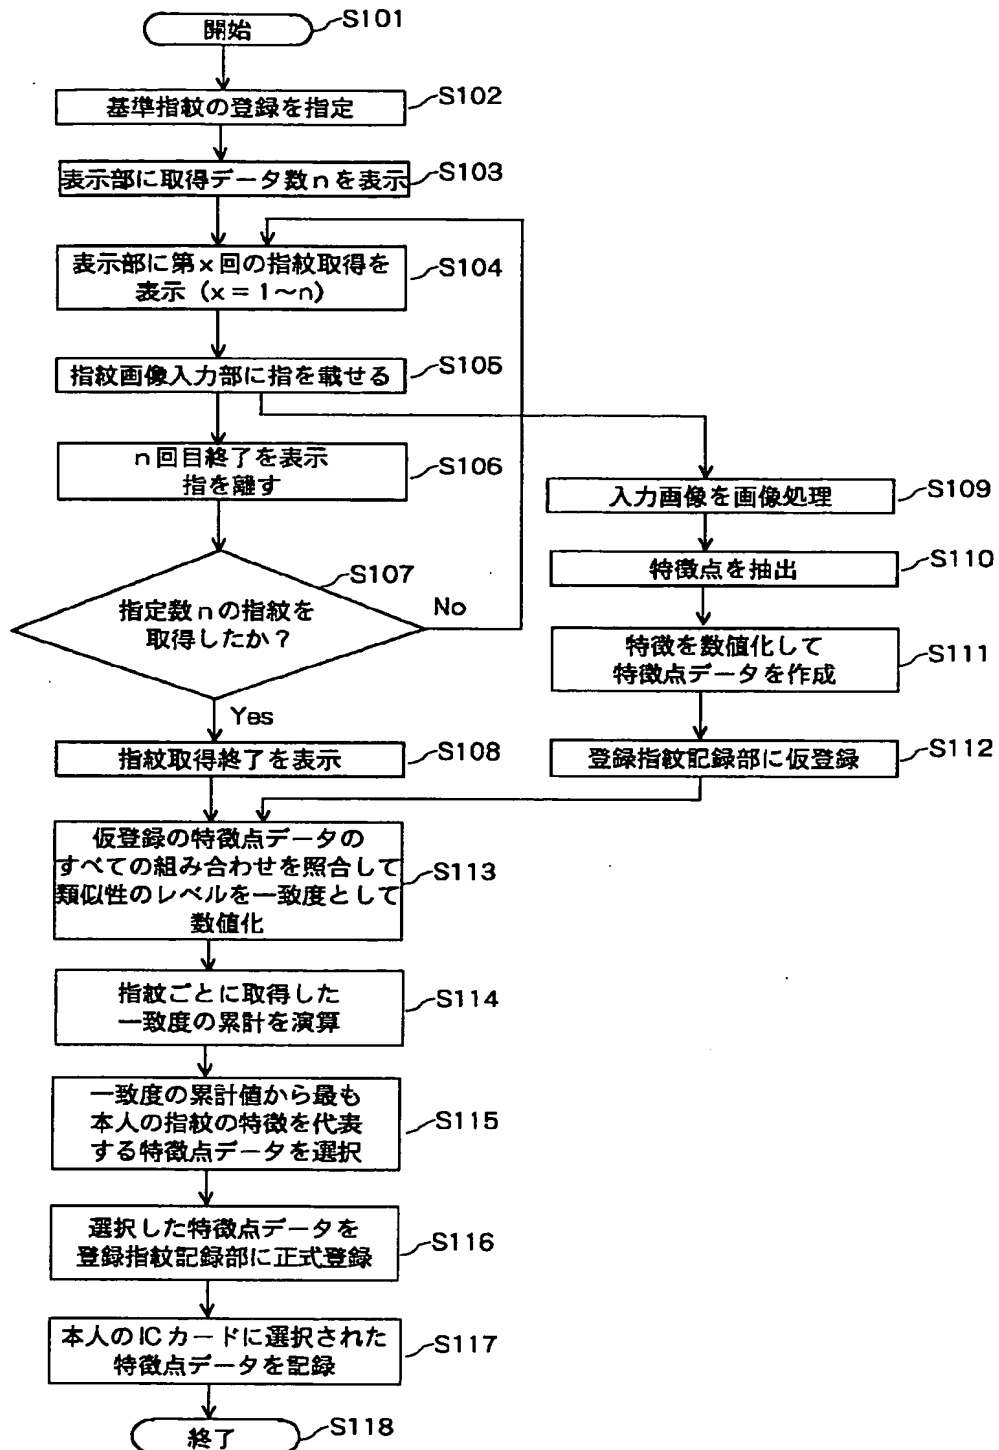 開始
S101
基準指紋の登録を指定
S102
表示部に取得データ数nを表示
S103
表示部に第x回の指紋取得を
表示（x＝1〜n）
S104
指紋画像入力部に指を載せる
S105
n回目終了を表示
指を離す
S106
指定数nの指紋を
取得したか？
S107
No
Yes
指紋取得終了を表示
S108
入力画像を画像処理
S109
特徴点を抽出
S110
特徴を数値化して
特徴点データを作成
S111
登録指紋記録部に仮登録
S112
仮登録の特徴点データの
すべての組み合わせを照合して
類似性のレベルを一致度として
数値化
S113
指紋ごとに取得した
一致度の累計を演算
S114
一致度の累計値から最も
本人の指紋の特徴を代表
する特徴点データを選択
S115
選択した特徴点データを
登録指紋記録部に正式登録
S116
本人のICカードに選択された
特徴点データを記録
S117
終了
S118